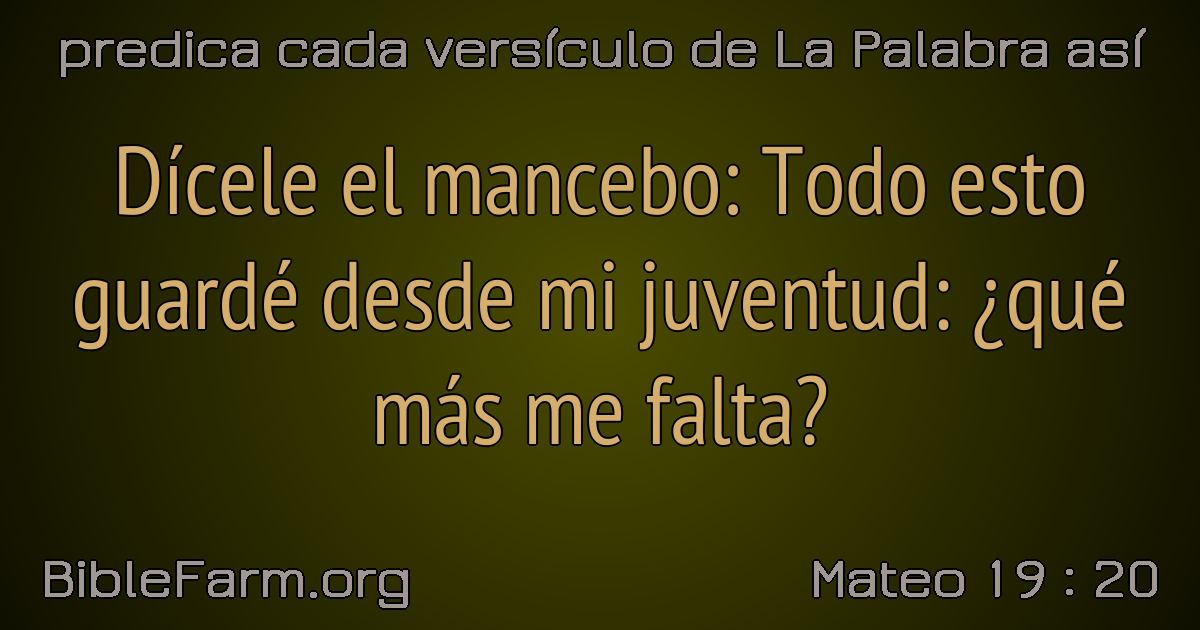 predica cada versículo de La Palabra así
Dícele el mancebo: Todo esto
guardé desde mi juventud: ¿qué
más me falta?
BibleFarm.org
Mateo 19 : 20